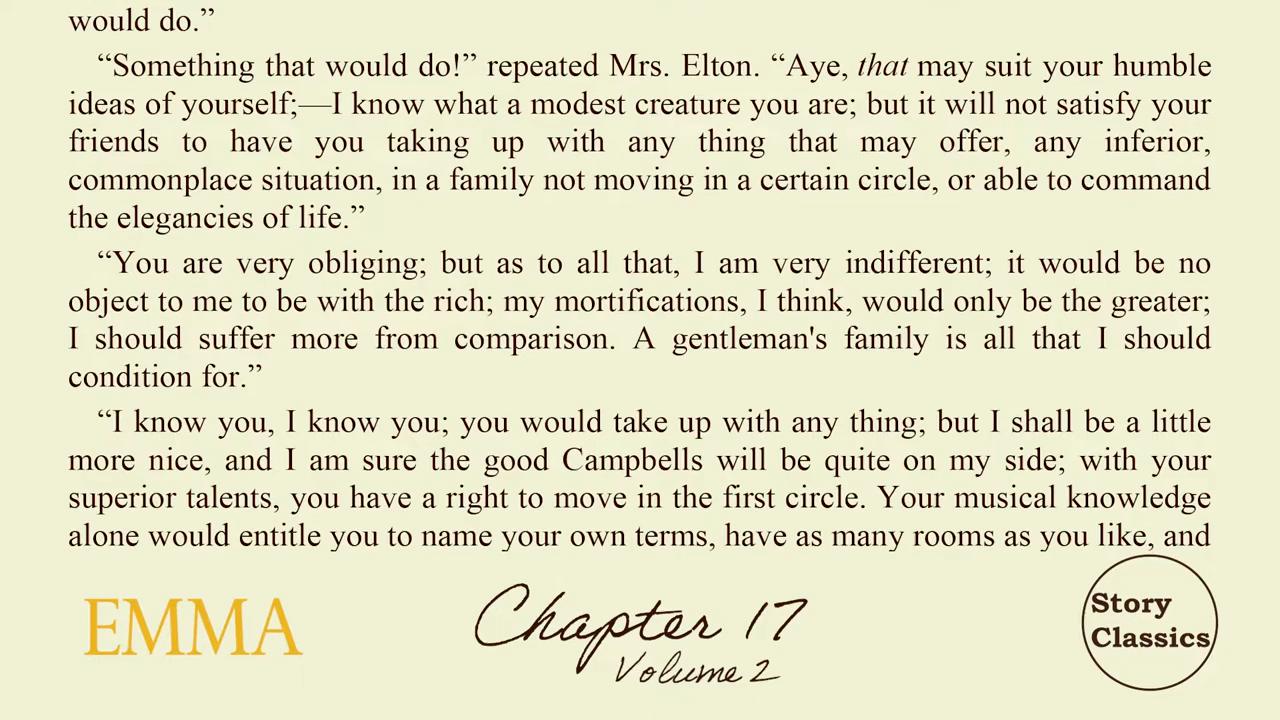 would do.”
“Something that would do!” repeated Mrs. Elton. “Aye, that may suit your humble
ideas of yourself;—I know what a modest creature you are; but it will not satisfy your
friends to have you taking up with any thing that may offer, any inferior,
commonplace situation, in a family not moving in a certain circle, or able to command
the elegancies of life.”
“You are very obliging; but as to all that, I am very indifferent; it would be no
object to me to be with the rich; my mortifications, I think, would only be the greater;
I should suffer more from comparison. A gentleman's family is all that I should
condition for.”
“I know you, I know you; you would take up with any thing; but I shall be a little
more nice, and I am sure the good Campbells will be quite on my side; with your
superior talents, you have a right to move in the first circle. Your musical knowledge
alone would entitle you to name your own terms, have as many rooms as you like, and
EMMA
Chapter 17
Volume 2
Story
Classics